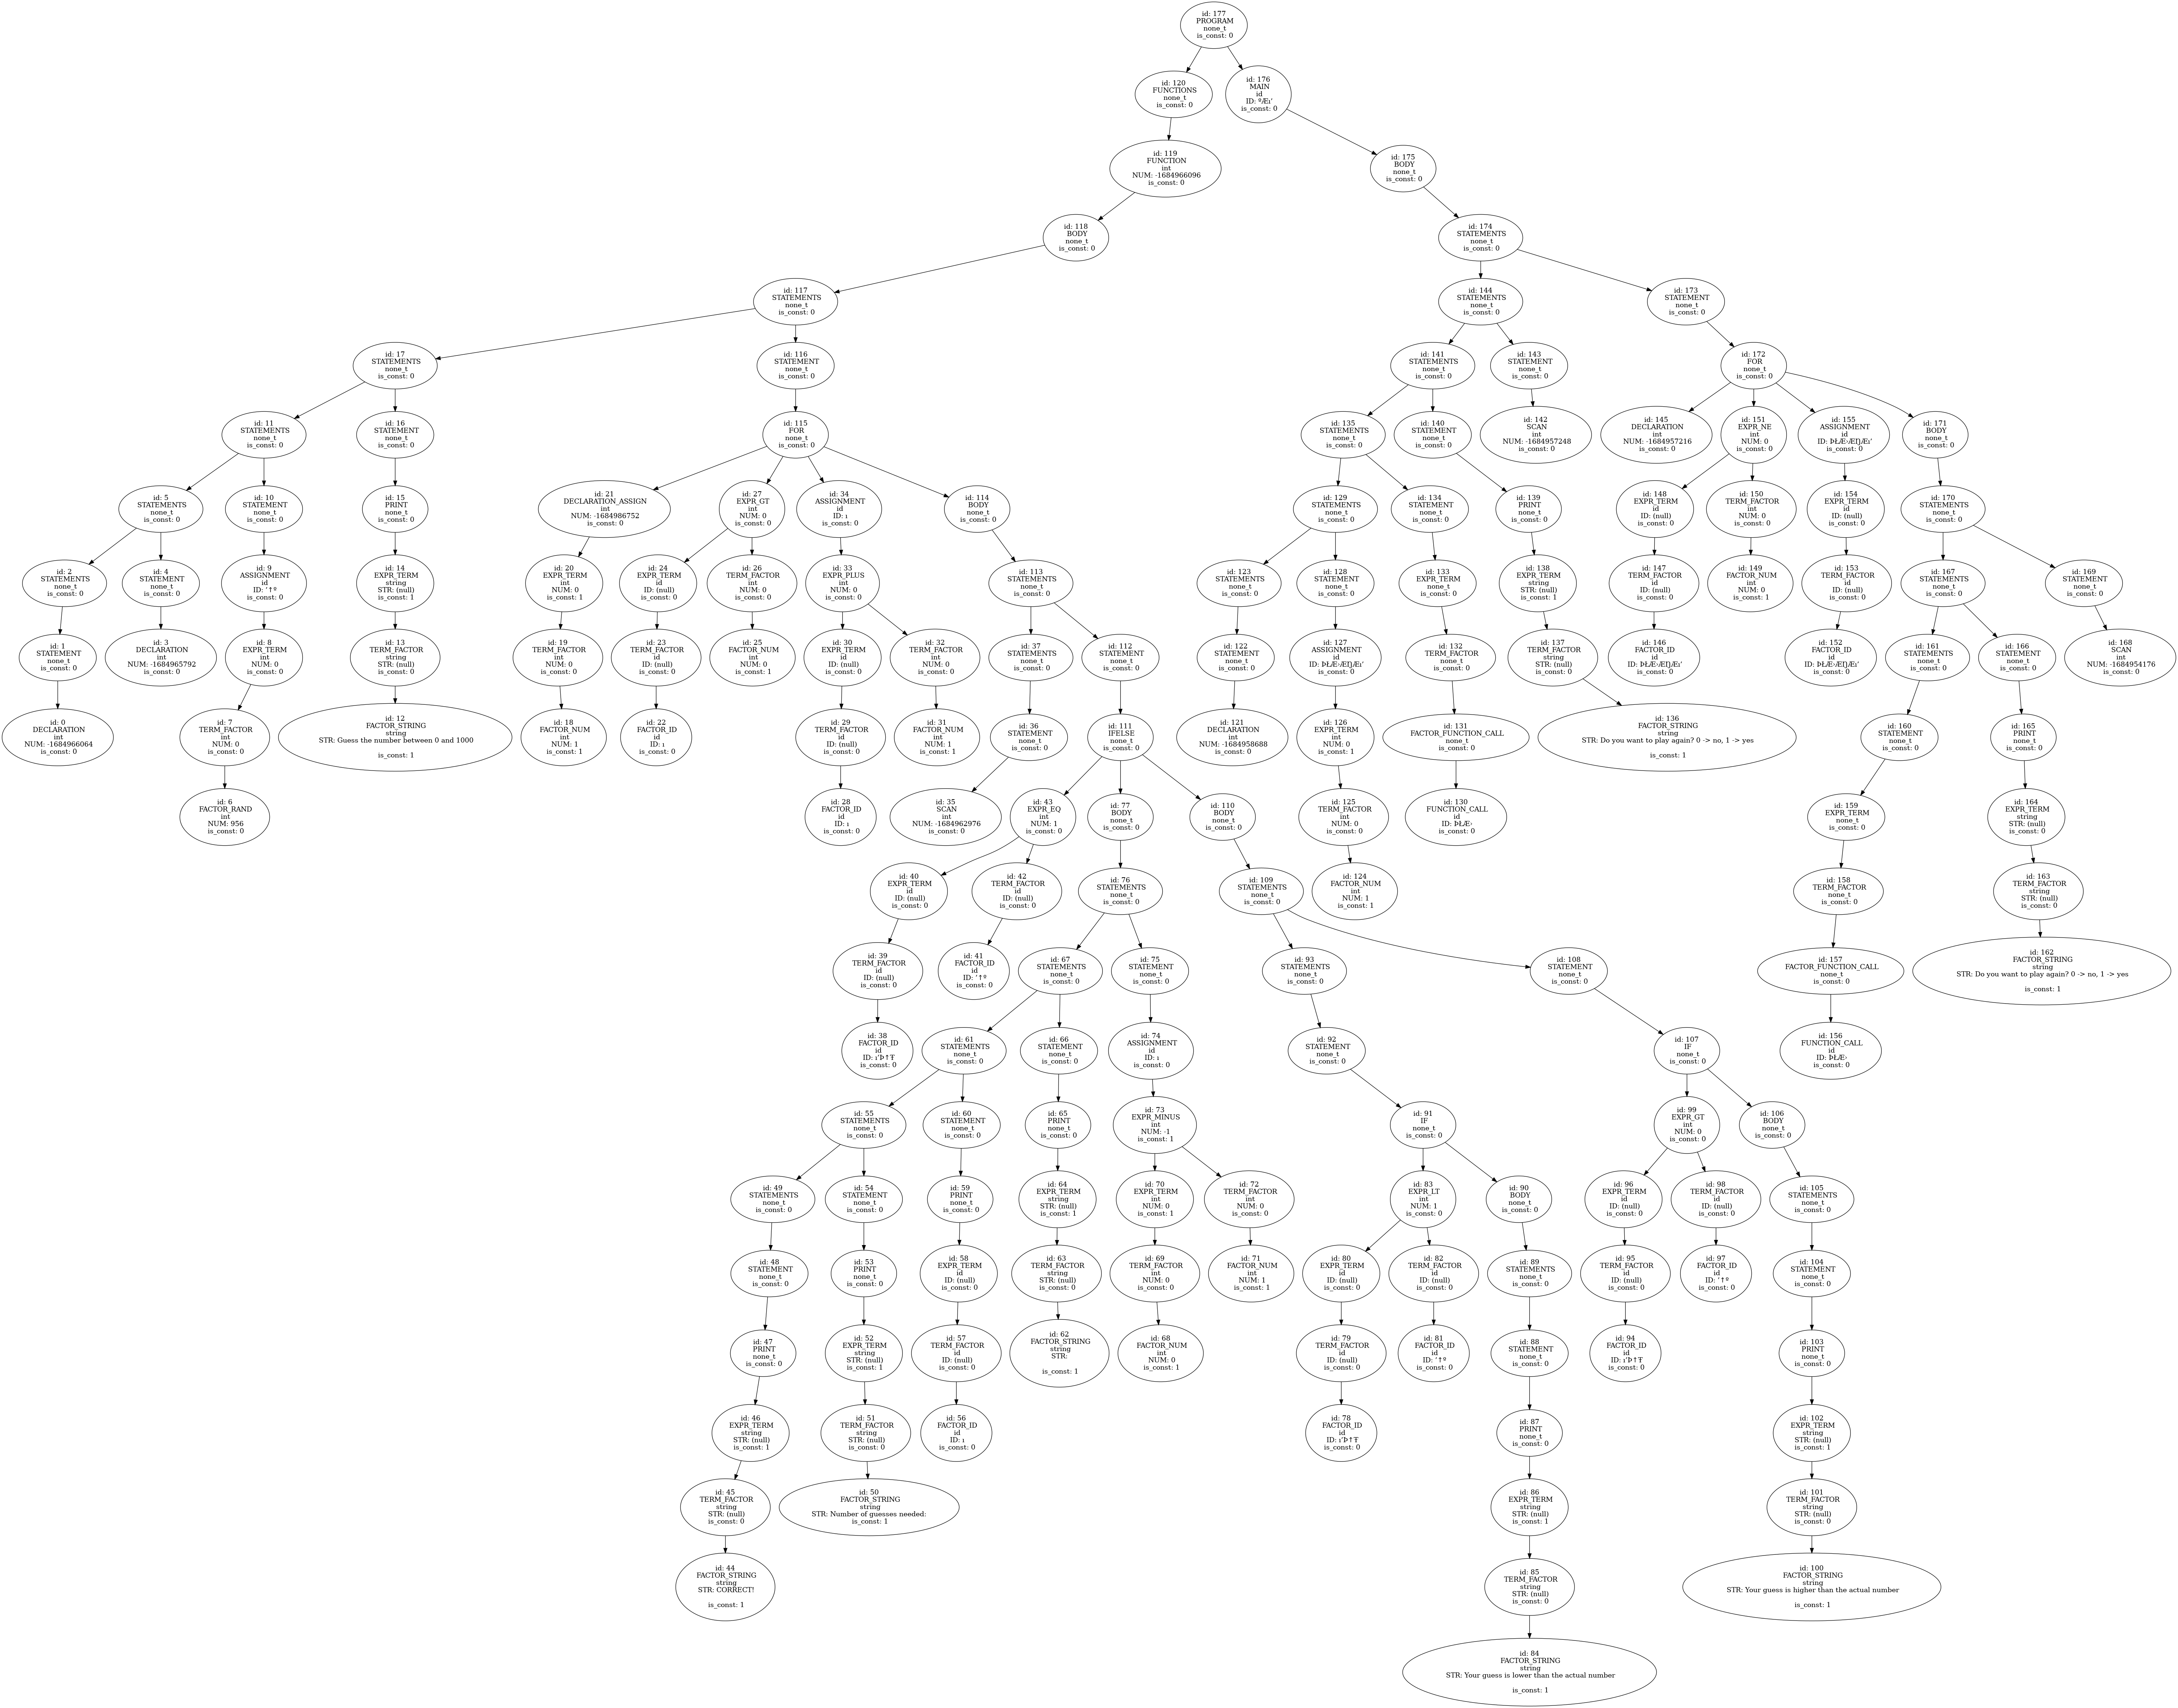 id: 177
PROGRAM
none_t
is_const: 0
id: 120
FUNCTIONS
none_t
is_const: 0
id: 176
MAIN
id
ID: ºÆı’
is_const: 0
id: 119
FUNCTION
int
NUM: -1684966096
is_const: 0
id: 175
BODY
none_t
is_const: 0
id: 118
BODY
none_t
is_const: 0
id: 174
STATEMENTS
none_t
is_const: 0
id: 117
STATEMENTS
none_t
is_const: 0
id: 144
STATEMENTS
none_t
is_const: 0
id: 173
STATEMENT
none_t
is_const: 0
id: 17
STATEMENTS
none_t
is_const: 0
id: 116
STATEMENT
none_t
is_const: 0
id: 141
STATEMENTS
none_t
is_const: 0
id: 143
STATEMENT
none_t
is_const: 0
id: 172
FOR
none_t
is_const: 0
id: 11
STATEMENTS
none_t
is_const: 0
id: 16
STATEMENT
none_t
is_const: 0
id: 115
FOR
none_t
is_const: 0
id: 135
STATEMENTS
none_t
is_const: 0
id: 140
STATEMENT
none_t
is_const: 0
id: 142
SCAN
int
NUM: -1684957248
is_const: 0
id: 145
DECLARATION
int
NUM: -1684957216
is_const: 0
id: 151
EXPR_NE
int
NUM: 0
is_const: 0
id: 155
ASSIGNMENT
id
ID: ÞŁÆ›ÆŊÆı’
is_const: 0
id: 171
BODY
none_t
is_const: 0
id: 5
STATEMENTS
none_t
is_const: 0
id: 10
STATEMENT
none_t
is_const: 0
id: 15
PRINT
none_t
is_const: 0
id: 21
DECLARATION_ASSIGN
int
NUM: -1684986752
is_const: 0
id: 27
EXPR_GT
int
NUM: 0
is_const: 0
id: 34
ASSIGNMENT
id
ID: ı
is_const: 0
id: 114
BODY
none_t
is_const: 0
id: 129
STATEMENTS
none_t
is_const: 0
id: 134
STATEMENT
none_t
is_const: 0
id: 139
PRINT
none_t
is_const: 0
id: 148
EXPR_TERM
id
ID: (null)
is_const: 0
id: 150
TERM_FACTOR
int
NUM: 0
is_const: 0
id: 154
EXPR_TERM
id
ID: (null)
is_const: 0
id: 170
STATEMENTS
none_t
is_const: 0
id: 2
STATEMENTS
none_t
is_const: 0
id: 4
STATEMENT
none_t
is_const: 0
id: 9
ASSIGNMENT
id
ID: ‘↑º
is_const: 0
id: 14
EXPR_TERM
string
STR: (null)
is_const: 1
id: 20
EXPR_TERM
int
NUM: 0
is_const: 1
id: 24
EXPR_TERM
id
ID: (null)
is_const: 0
id: 26
TERM_FACTOR
int
NUM: 0
is_const: 0
id: 33
EXPR_PLUS
int
NUM: 0
is_const: 0
id: 113
STATEMENTS
none_t
is_const: 0
id: 123
STATEMENTS
none_t
is_const: 0
id: 128
STATEMENT
none_t
is_const: 0
id: 133
EXPR_TERM
none_t
is_const: 0
id: 138
EXPR_TERM
string
STR: (null)
is_const: 1
id: 147
TERM_FACTOR
id
ID: (null)
is_const: 0
id: 149
FACTOR_NUM
int
NUM: 0
is_const: 1
id: 153
TERM_FACTOR
id
ID: (null)
is_const: 0
id: 167
STATEMENTS
none_t
is_const: 0
id: 169
STATEMENT
none_t
is_const: 0
id: 1
STATEMENT
none_t
is_const: 0
id: 3
DECLARATION
int
NUM: -1684965792
is_const: 0
id: 8
EXPR_TERM
int
NUM: 0
is_const: 0
id: 13
TERM_FACTOR
string
STR: (null)
is_const: 0
id: 19
TERM_FACTOR
int
NUM: 0
is_const: 0
id: 23
TERM_FACTOR
id
ID: (null)
is_const: 0
id: 25
FACTOR_NUM
int
NUM: 0
is_const: 1
id: 30
EXPR_TERM
id
ID: (null)
is_const: 0
id: 32
TERM_FACTOR
int
NUM: 0
is_const: 0
id: 37
STATEMENTS
none_t
is_const: 0
id: 112
STATEMENT
none_t
is_const: 0
id: 122
STATEMENT
none_t
is_const: 0
id: 127
ASSIGNMENT
id
ID: ÞŁÆ›ÆŊÆı’
is_const: 0
id: 132
TERM_FACTOR
none_t
is_const: 0
id: 137
TERM_FACTOR
string
STR: (null)
is_const: 0
id: 146
FACTOR_ID
id
ID: ÞŁÆ›ÆŊÆı’
is_const: 0
id: 152
FACTOR_ID
id
ID: ÞŁÆ›ÆŊÆı’
is_const: 0
id: 161
STATEMENTS
none_t
is_const: 0
id: 166
STATEMENT
none_t
is_const: 0
id: 168
SCAN
int
NUM: -1684954176
is_const: 0
id: 0
DECLARATION
int
NUM: -1684966064
is_const: 0
id: 7
TERM_FACTOR
int
NUM: 0
is_const: 0
id: 12
FACTOR_STRING
string
STR: Guess the number between 0 and 1000
is_const: 1
id: 18
FACTOR_NUM
int
NUM: 1
is_const: 1
id: 22
FACTOR_ID
id
ID: ı
is_const: 0
id: 29
TERM_FACTOR
id
ID: (null)
is_const: 0
id: 31
FACTOR_NUM
int
NUM: 1
is_const: 1
id: 36
STATEMENT
none_t
is_const: 0
id: 111
IFELSE
none_t
is_const: 0
id: 121
DECLARATION
int
NUM: -1684958688
is_const: 0
id: 126
EXPR_TERM
int
NUM: 0
is_const: 1
id: 131
FACTOR_FUNCTION_CALL
none_t
is_const: 0
id: 136
FACTOR_STRING
string
STR: Do you want to play again? 0 -> no, 1 -> yes
is_const: 1
id: 160
STATEMENT
none_t
is_const: 0
id: 165
PRINT
none_t
is_const: 0
id: 6
FACTOR_RAND
int
NUM: 956
is_const: 0
id: 28
FACTOR_ID
id
ID: ı
is_const: 0
id: 35
SCAN
int
NUM: -1684962976
is_const: 0
id: 43
EXPR_EQ
int
NUM: 1
is_const: 0
id: 77
BODY
none_t
is_const: 0
id: 110
BODY
none_t
is_const: 0
id: 125
TERM_FACTOR
int
NUM: 0
is_const: 0
id: 130
FUNCTION_CALL
id
ID: ÞŁÆ›
is_const: 0
id: 159
EXPR_TERM
none_t
is_const: 0
id: 164
EXPR_TERM
string
STR: (null)
is_const: 1
id: 40
EXPR_TERM
id
ID: (null)
is_const: 0
id: 42
TERM_FACTOR
id
ID: (null)
is_const: 0
id: 76
STATEMENTS
none_t
is_const: 0
id: 109
STATEMENTS
none_t
is_const: 0
id: 124
FACTOR_NUM
int
NUM: 1
is_const: 1
id: 158
TERM_FACTOR
none_t
is_const: 0
id: 163
TERM_FACTOR
string
STR: (null)
is_const: 0
id: 39
TERM_FACTOR
id
ID: (null)
is_const: 0
id: 41
FACTOR_ID
id
ID: ‘↑º
is_const: 0
id: 67
STATEMENTS
none_t
is_const: 0
id: 75
STATEMENT
none_t
is_const: 0
id: 93
STATEMENTS
none_t
is_const: 0
id: 108
STATEMENT
none_t
is_const: 0
id: 157
FACTOR_FUNCTION_CALL
none_t
is_const: 0
id: 162
FACTOR_STRING
string
STR: Do you want to play again? 0 -> no, 1 -> yes
is_const: 1
id: 38
FACTOR_ID
id
ID: ı’Þ↑Ŧ
is_const: 0
id: 61
STATEMENTS
none_t
is_const: 0
id: 66
STATEMENT
none_t
is_const: 0
id: 74
ASSIGNMENT
id
ID: ı
is_const: 0
id: 92
STATEMENT
none_t
is_const: 0
id: 107
IF
none_t
is_const: 0
id: 156
FUNCTION_CALL
id
ID: ÞŁÆ›
is_const: 0
id: 55
STATEMENTS
none_t
is_const: 0
id: 60
STATEMENT
none_t
is_const: 0
id: 65
PRINT
none_t
is_const: 0
id: 73
EXPR_MINUS
int
NUM: -1
is_const: 1
id: 91
IF
none_t
is_const: 0
id: 99
EXPR_GT
int
NUM: 0
is_const: 0
id: 106
BODY
none_t
is_const: 0
id: 49
STATEMENTS
none_t
is_const: 0
id: 54
STATEMENT
none_t
is_const: 0
id: 59
PRINT
none_t
is_const: 0
id: 64
EXPR_TERM
string
STR: (null)
is_const: 1
id: 70
EXPR_TERM
int
NUM: 0
is_const: 1
id: 72
TERM_FACTOR
int
NUM: 0
is_const: 0
id: 83
EXPR_LT
int
NUM: 1
is_const: 0
id: 90
BODY
none_t
is_const: 0
id: 96
EXPR_TERM
id
ID: (null)
is_const: 0
id: 98
TERM_FACTOR
id
ID: (null)
is_const: 0
id: 105
STATEMENTS
none_t
is_const: 0
id: 48
STATEMENT
none_t
is_const: 0
id: 53
PRINT
none_t
is_const: 0
id: 58
EXPR_TERM
id
ID: (null)
is_const: 0
id: 63
TERM_FACTOR
string
STR: (null)
is_const: 0
id: 69
TERM_FACTOR
int
NUM: 0
is_const: 0
id: 71
FACTOR_NUM
int
NUM: 1
is_const: 1
id: 80
EXPR_TERM
id
ID: (null)
is_const: 0
id: 82
TERM_FACTOR
id
ID: (null)
is_const: 0
id: 89
STATEMENTS
none_t
is_const: 0
id: 95
TERM_FACTOR
id
ID: (null)
is_const: 0
id: 97
FACTOR_ID
id
ID: ‘↑º
is_const: 0
id: 104
STATEMENT
none_t
is_const: 0
id: 47
PRINT
none_t
is_const: 0
id: 52
EXPR_TERM
string
STR: (null)
is_const: 1
id: 57
TERM_FACTOR
id
ID: (null)
is_const: 0
id: 62
FACTOR_STRING
string
STR:
is_const: 1
id: 68
FACTOR_NUM
int
NUM: 0
is_const: 1
id: 79
TERM_FACTOR
id
ID: (null)
is_const: 0
id: 81
FACTOR_ID
id
ID: ‘↑º
is_const: 0
id: 88
STATEMENT
none_t
is_const: 0
id: 94
FACTOR_ID
id
ID: ı’Þ↑Ŧ
is_const: 0
id: 103
PRINT
none_t
is_const: 0
id: 46
EXPR_TERM
string
STR: (null)
is_const: 1
id: 51
TERM_FACTOR
string
STR: (null)
is_const: 0
id: 56
FACTOR_ID
id
ID: ı
is_const: 0
id: 78
FACTOR_ID
id
ID: ı’Þ↑Ŧ
is_const: 0
id: 87
PRINT
none_t
is_const: 0
id: 102
EXPR_TERM
string
STR: (null)
is_const: 1
id: 45
TERM_FACTOR
string
STR: (null)
is_const: 0
id: 50
FACTOR_STRING
string
STR: Number of guesses needed:
is_const: 1
id: 86
EXPR_TERM
string
STR: (null)
is_const: 1
id: 101
TERM_FACTOR
string
STR: (null)
is_const: 0
id: 44
FACTOR_STRING
string
STR: CORRECT!
is_const: 1
id: 85
TERM_FACTOR
string
STR: (null)
is_const: 0
id: 100
FACTOR_STRING
string
STR: Your guess is higher than the actual number
is_const: 1
id: 84
FACTOR_STRING
string
STR: Your guess is lower than the actual number
is_const: 1